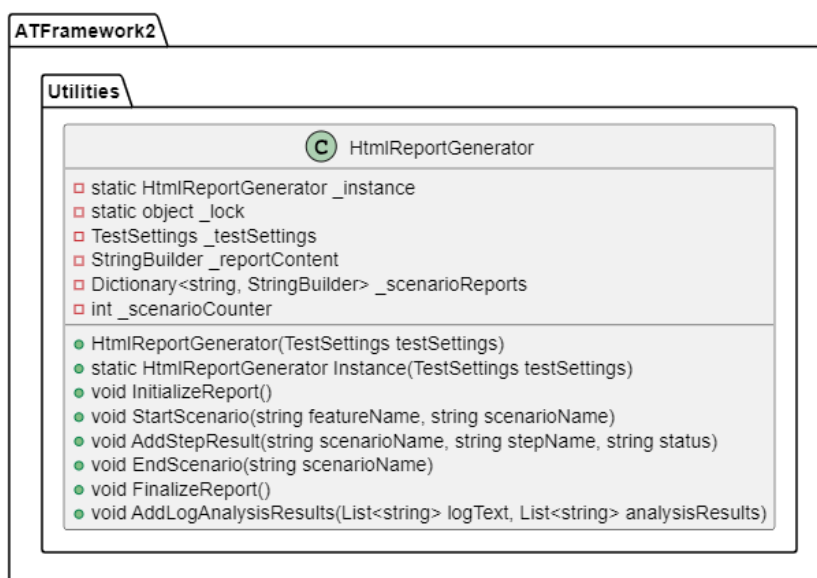 ATFramework2
Utilities
C HtmlReportGenerator
static HtmlReportGenerator _instance
static object _lock
TestSettings _testSettings
StringBuilder _reportContent
Dictionary<string, StringBuilder> _scenarioReports
int _scenarioCounter
HtmlReportGenerator(TestSettings testSettings)
static HtmlReportGenerator Instance(TestSettings testSettings)
void InitializeReport()
void StartScenario(string featureName, string scenarioName)
void AddStepResult(string scenarioName, string stepName, string status)
void EndScenario(string scenarioName)
void FinalizeReport()
void AddLogAnalysisResults(List<string> logText, List<string> analysisResults)